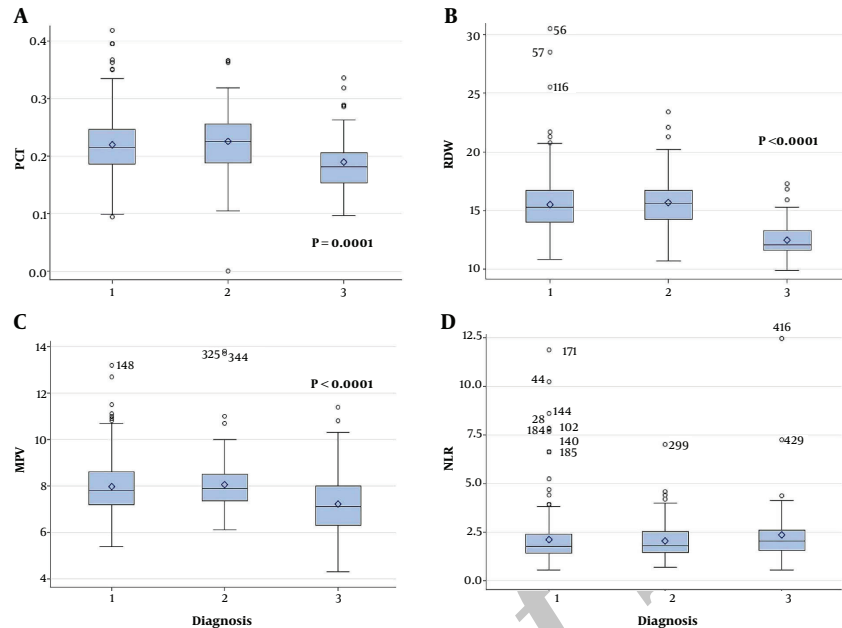 A
PCT
0.4
0.3
0.2
0.1
0.0
P = 0.0001
1 2 3
B
RDW
30
25
20
15
10
56
57
116
P <0.0001
1 2 3
C
MPV
14
12
10
8
6
4
148
325 344
P < 0.0001
1 2 3
Diagnosis
D
NLR
12.5
10.0
7.5
5.0
2.5
0.0
416
171
44
144
28
102
184
140
185
299
429
1 2 3
Diagnosis